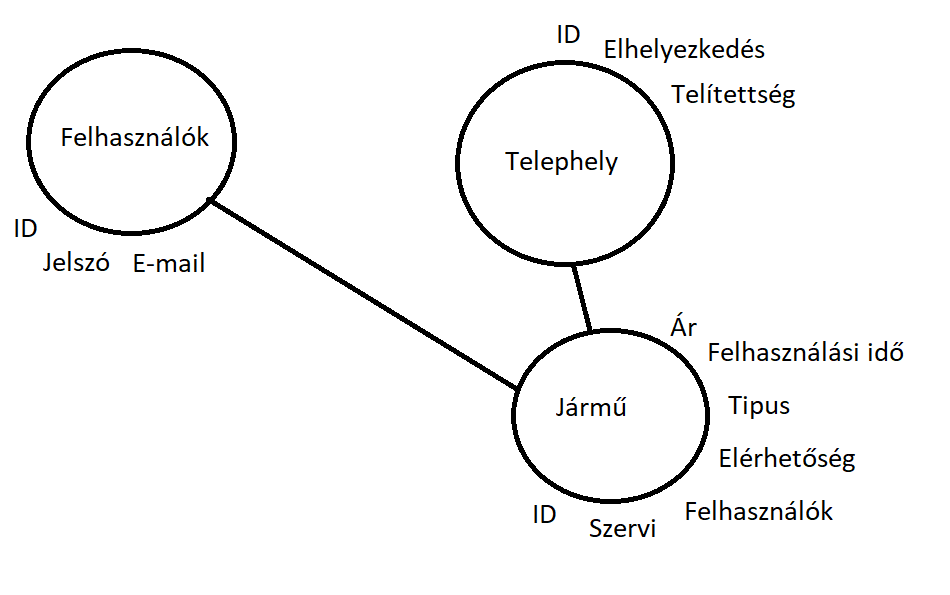 Felhasználók
ID
Jelszó
E-mail
ID
Elhelyezkedés
Telítettség
Telephely
Ár
Felhasználási idő
Jármű
Tipus
Elérhetőség
Felhasználók
ID
Szervi